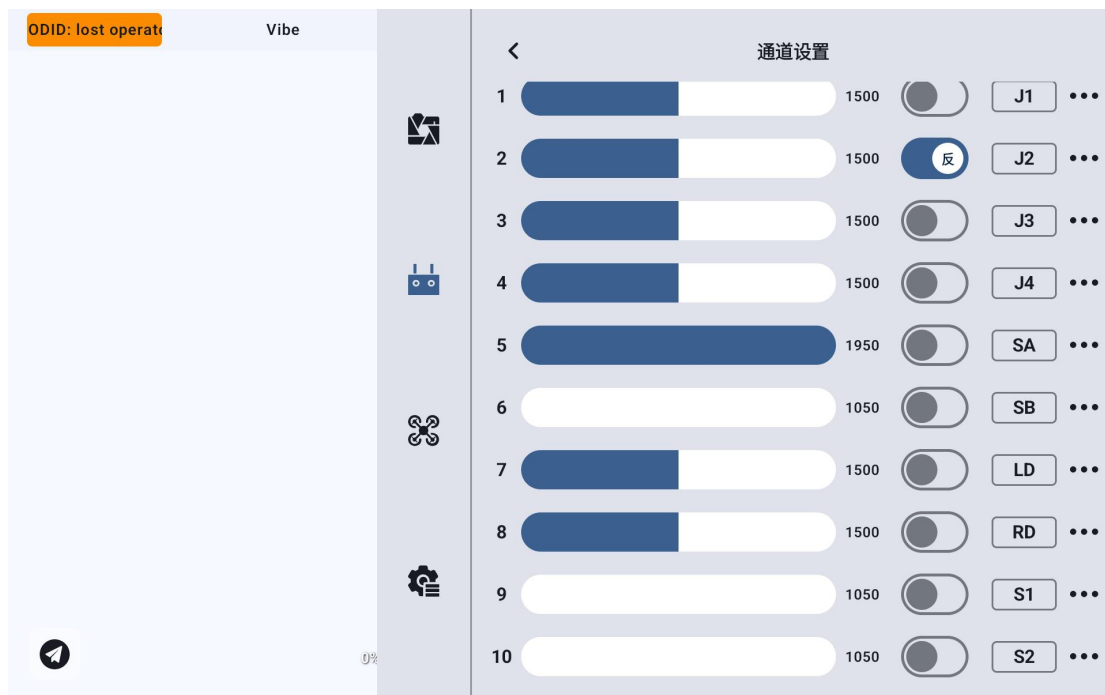 ODID: lost operato
Vibe
通道设置
1 1500 J1
2 1500 反 J2
3 1500 J3
4 1500 J4
5 1950 SA
6 1050 SB
7 1500 LD
8 1500 RD
9 1050 S1
10 1050 S2
0%